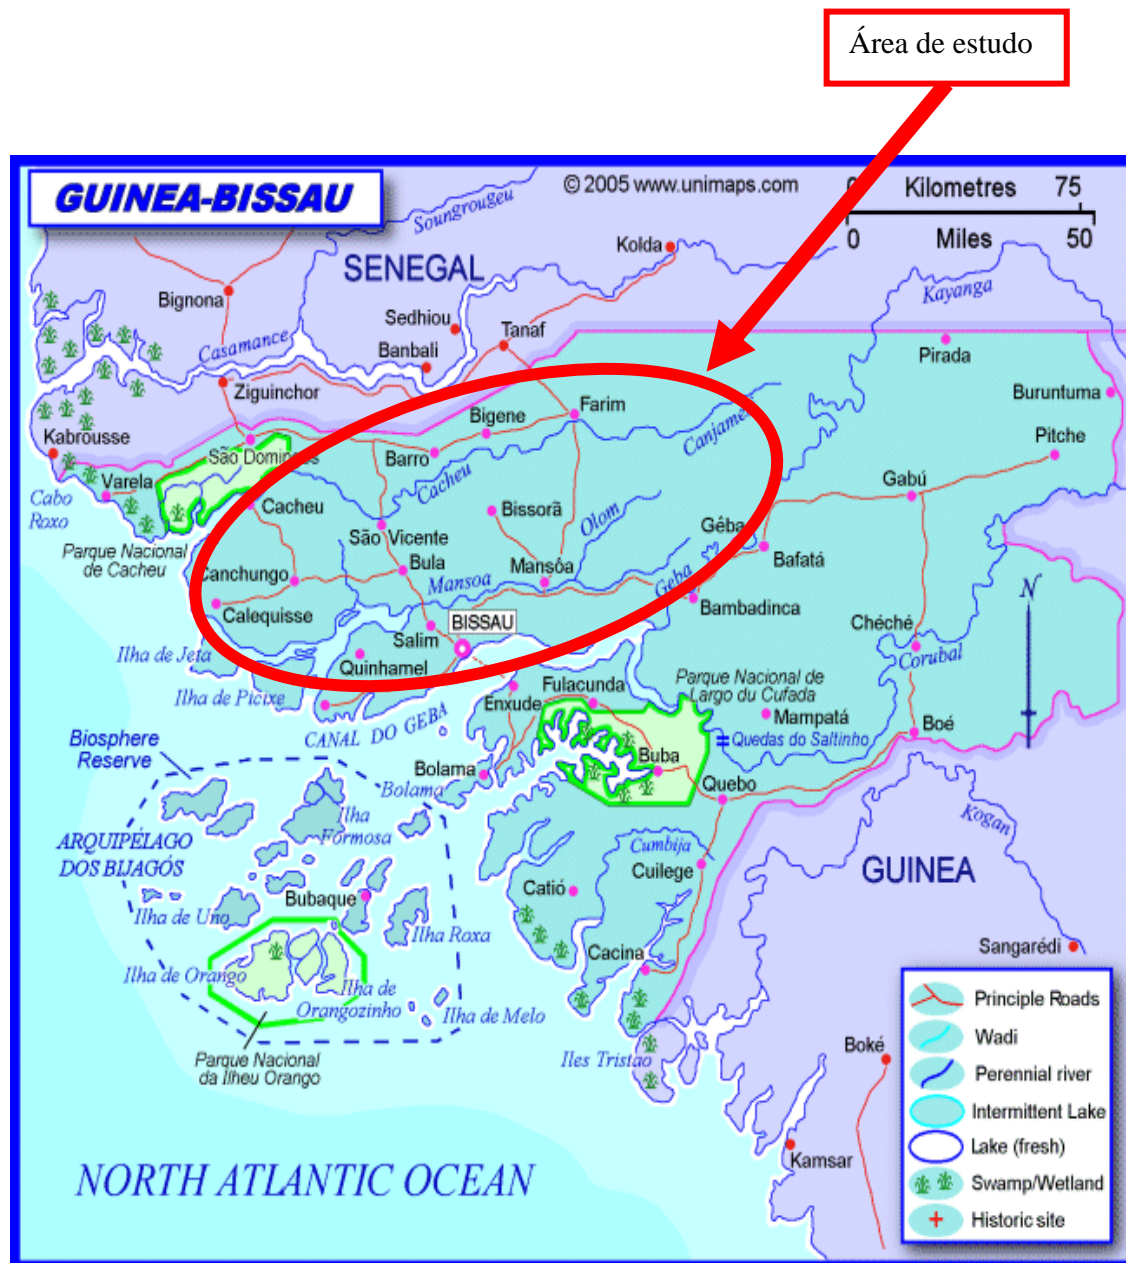 Área de estudo
GUINEA-BISSAU
© 2005 www.unimaps.com
Kilometres 75
0 Miles 50
Soungrougeu
Kolda
SENEGAL
Kayanga
Bignona
Sedhiou
Tanaf
Casamance
Banbali
Pirada
Ziguinchor
Buruntuma
Farim
Bigene
Canjame
Kabrousse
São Domingos
Barro
Pitche
Varela
Cacheu
Gabú
Cabo
Roxo
Cacheu
Bissorã
Olom
São Vicente
Gêba
Parque Nacional
de Cacheu
Bafatá
Canchungo
Bula
Mansoa
Mansôa
Geba
Calequisse
Bambadinca
N
BISSAU
Chéché
Salim
Ilha de Jeta
Quinhamel
Corubal
Ilha de Picixe
Fulacunda
Parque Nacional de
Largo du Cufada
Enxude
Mampatá
Boé
CANAL DO GEBA
Quedas do Saltinho
Biosphere
Reserve
Buba
Bolama
Bolama
Quebo
Ilha
Formosa
Kogan
ARQUIPÉLAGO
DOS BIJAGÓS
Cumbija
Cuilege
GUINEA
Catió
Bubaque
Ilha de Uno
Ilha Roxa
Cacina
Sangarédi
Ilha de Orango
Ilha de
Orangozinho
Ilha de Melo
Parque Nacional
da Ilheu Orango
Iles Tristao
Boké
Kamsar
NORTH ATLANTIC OCEAN
Principle Roads
Wadi
Perennial river
Intermittent Lake
Lake (fresh)
Swamp/Wetland
Historic site